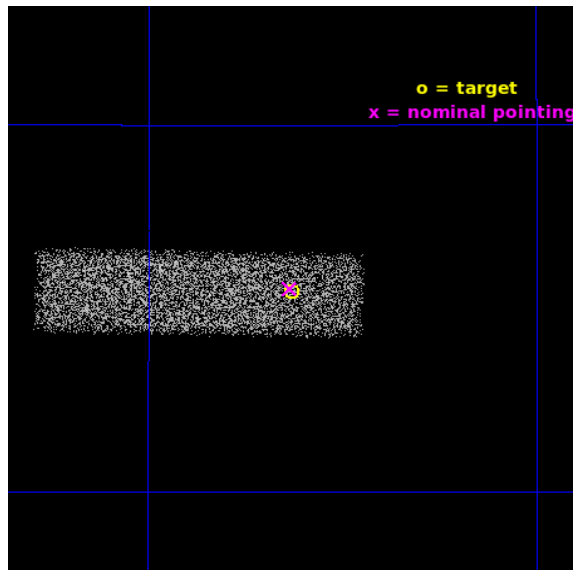 o = target
x = nominal pointing